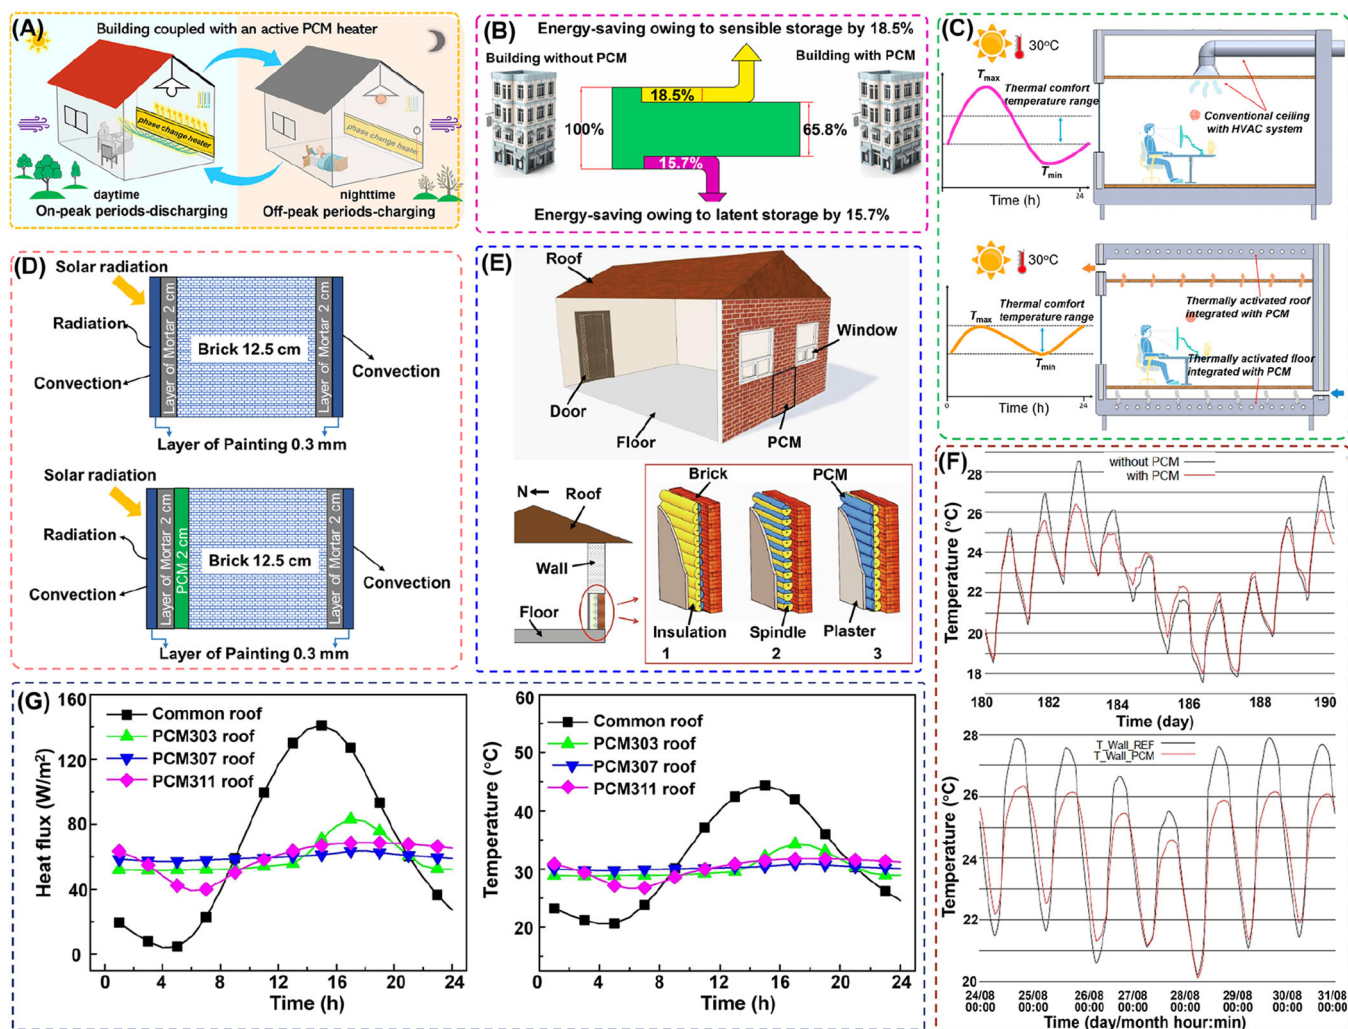 (A)
Building coupled with an active PCM heater
phase change heater
phase change heater
daytime
nighttime
On-peak periods-discharging
Off-peak periods-charging
(B)
Energy-saving owing to sensible storage by 18.5%
Building without PCM
Building with PCM
18.5%
100%
65.8%
15.7%
Energy-saving owing to latent storage by 15.7%
(C)
30°C
Tmax
Thermal comfort
temperature range
Tmin
Time (h)
24
Conventional ceiling
with HVAC system
30°C
Thermal comfort
temperature range
Tmax
Tmin
0
24
Time (h)
Thermally activated roof
integrated with PCM
Thermally activated floor
integrated with PCM
(D)
Solar radiation
Radiation
Convection
Layer of Mortar 2 cm
Brick 12.5 cm
Layer of Mortar 2 cm
Convection
Layer of Painting 0.3 mm
Solar radiation
Radiation
Convection
Layer of Mortar 2 cm
PCM 2 cm
Brick 12.5 cm
Layer of Mortar 2 cm
Convection
Layer of Painting 0.3 mm
(E)
Roof
Window
Door
Floor
PCM
N
Roof
Wall
Floor
Brick
PCM
Insulation
Spindle
Plaster
1
2
3
(F)
without PCM
with PCM
Temperature (°C)
28
26
24
22
20
18
180
182
184
186
188
190
Time (day)
T_Wall_REF
T_Wall_PCM
Temperature (°C)
28
26
24
22
20
24/08
00:00
25/08
00:00
26/08
00:00
27/08
00:00
28/08
00:00
29/08
00:00
30/08
00:00
31/08
00:00
Time (day/month hour:min)
(G)
Heat flux (W/m²)
160
120
80
40
0
Common roof
PCM303 roof
PCM307 roof
PCM311 roof
0
4
8
12
16
20
24
Time (h)
Temperature (°C)
60
50
40
30
20
10
Common roof
PCM303 roof
PCM307 roof
PCM311 roof
0
4
8
12
16
20
24
Time (h)